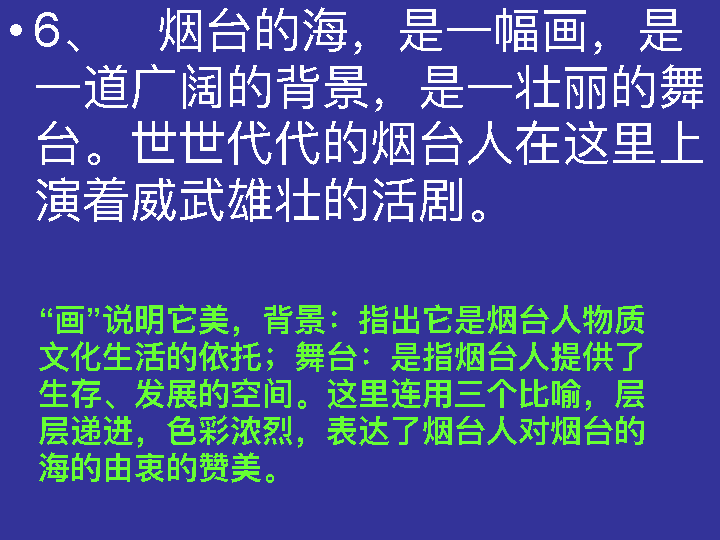 •6、　烟台的海，是一幅画，是
一道广阔的背景，是一壮丽的舞
台。世世代代的烟台人在这里上
演着威武雄壮的活剧。
“画”说明它美，背景：指出它是烟台人物质
文化生活的依托；舞台：是指烟台人提供了
生存、发展的空间。这里连用三个比喻，层
层递进，色彩浓烈，表达了烟台人对烟台的
海的由衷的赞美。